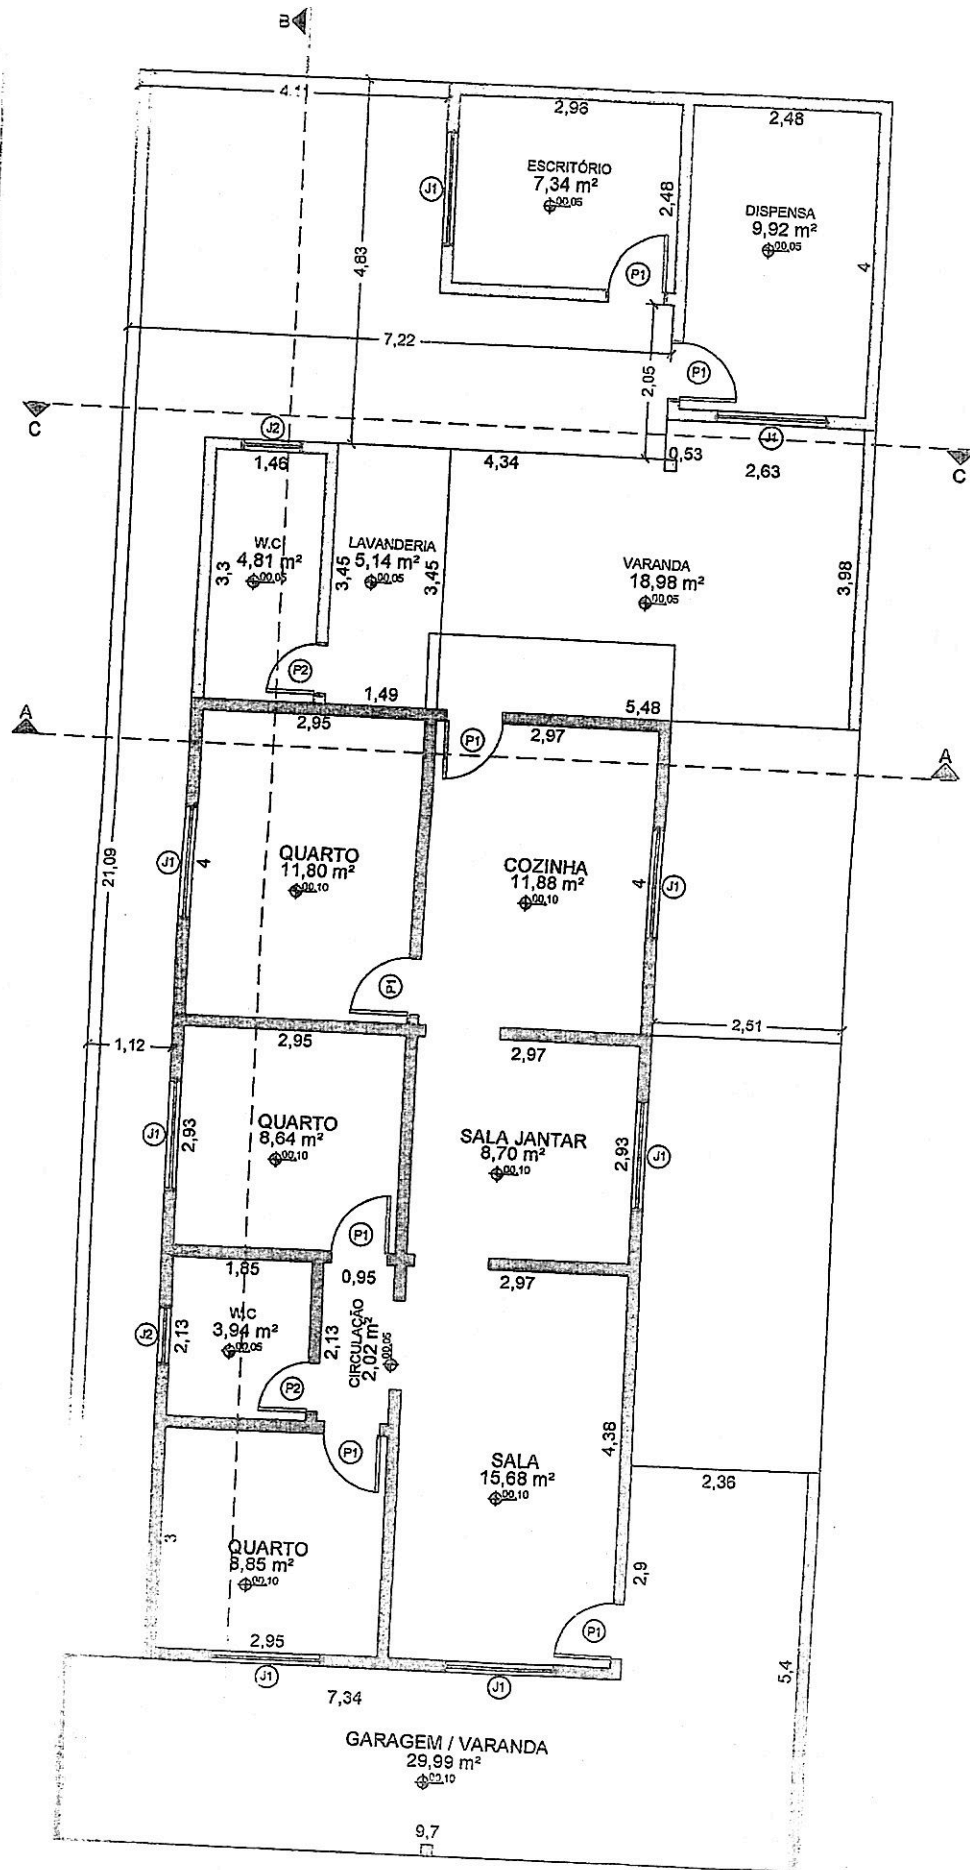 B
4,11
2,96
2,48
ESCRITÓRIO
7,34 m²
00.05
J1
2,48
P1
DISPENSA
9,92 m²
00.05
4
4,83
7,22
2,05
P1
C
J2
1,46
4,34
0,53
J1
2,63
C
W.C
4,81 m²
00.05
3,3
LAVANDERIA
5,14 m²
00.05
3,45
3,45
VARANDA
18,98 m²
00.05
3,98
P2
1,49
5,48
A
2,95
P1
2,97
A
21,09
J1
4
QUARTO
11,80 m²
00.10
COZINHA
11,88 m²
00.10
4
J1
P1
1,12
2,95
2,97
2,51
J1
2,93
QUARTO
8,64 m²
00.10
SALA JANTAR
8,70 m²
00.10
2,93
J1
P1
1,85
0,95
2,97
J3
2,13
W.C
3,94 m²
00.05
2,13
CIRCULAÇÃO
2,02 m²
00.05
P2
P1
4,38
SALA
15,68 m²
00.10
2,36
3
QUARTO
8,85 m²
00.10
2,9
P1
2,95
J1
J1
5,4
7,34
GARAGEM / VARANDA
29,99 m²
00.10
9,7